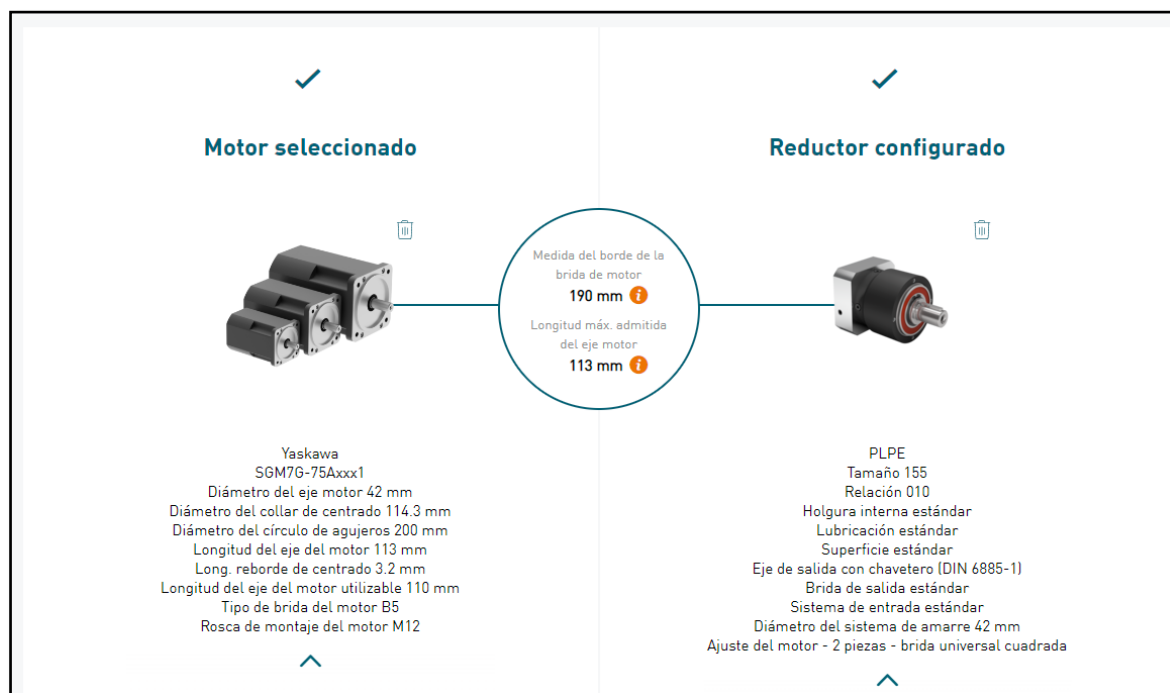 Motor seleccionado
Medida del borde de la
brida de motor
190 mm i
Longitud máx. admitida
del eje motor
113 mm i
Yaskawa
SGM7G-75Axxx1
Diámetro del eje motor 42 mm
Diámetro del collar de centrado 114.3 mm
Diámetro del círculo de agujeros 200 mm
Longitud del eje del motor 113 mm
Long. reborde de centrado 3.2 mm
Longitud del eje del motor utilizable 110 mm
Tipo de brida del motor B5
Rosca de montaje del motor M12
Reductor configurado
PLPE
Tamaño 155
Relación 010
Holgura interna estándar
Lubricación estándar
Superficie estándar
Eje de salida con chavetero (DIN 6885-1)
Brida de salida estándar
Sistema de entrada estándar
Diámetro del sistema de amarre 42 mm
Ajuste del motor - 2 piezas - brida universal cuadrada